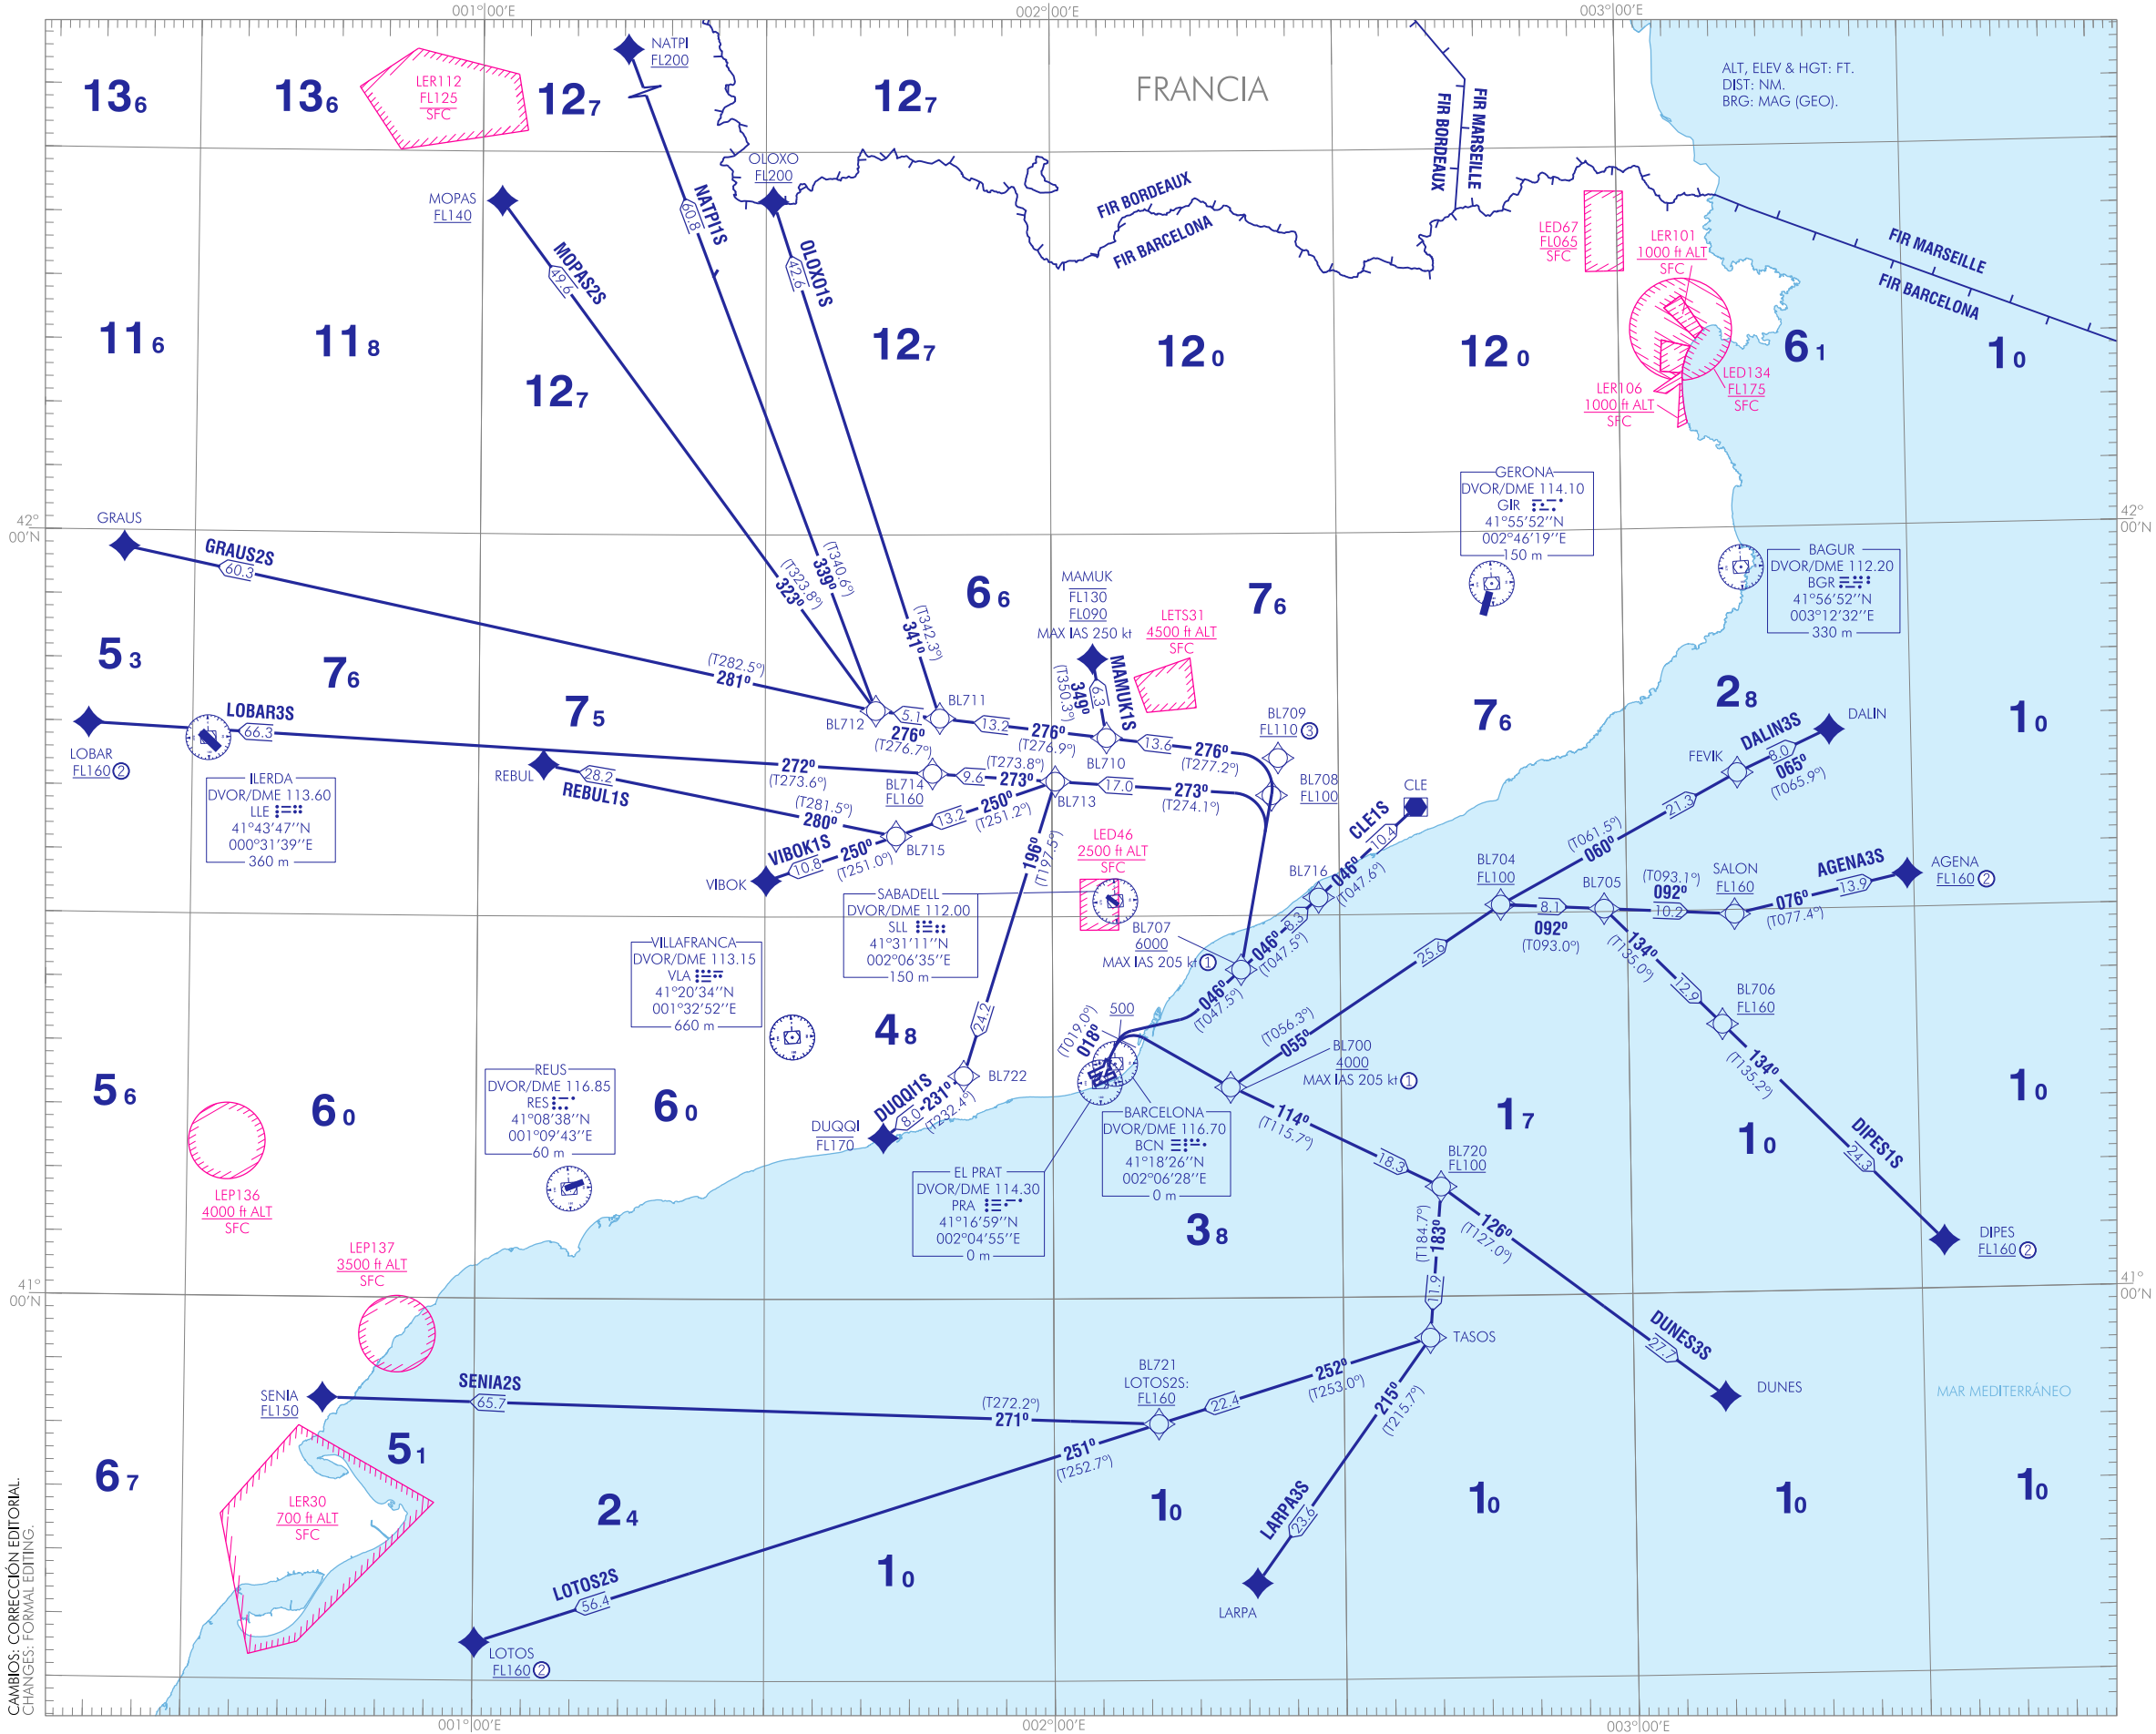 001°00'E
002°00'E
003°00'E
NATPI
FL200
LER112
FL125
SFC
13 6
13 6
12 7
12 7
FRANCIA
ALT, ELEV & HGT: FT.
DIST: NM.
BRG: MAG (GEO).
FIR BORDEAUX
FIR MARSEILLE
OLOXO
FL200
MOPAS
FL140
NATPI1S
60.8
MOPAS2S
49.6
OLOXO1S
42.6
FIR BORDEAUX
FIR BARCELONA
LED67
FL065
SFC
LER101
1000 ft ALT
SFC
FIR MARSEILLE
FIR BARCELONA
11 6
11 8
12 7
12 7
12 0
12 0
6 1
1 0
LED134
FL175
SFC
LER106
1000 ft ALT
SFC
GERONA
DVOR/DME 114.10
GIR
41°55'52''N
002°46'19''E
150 m
42°
00'N
42°
00'N
GRAUS
GRAUS2S
60.3
BAGUR
DVOR/DME 112.20
BGR
41°56'52''N
003°12'32''E
330 m
(T323.8°)
323°
(T340.6°)
339°
(T342.3°)
341°
6 6
MAMUK
FL130
FL090
MAX IAS 250 kt
7 6
LETS31
4500 ft ALT
SFC
5 3
7 6
(T282.5°)
281°
MAMUK1S
6.3
349°
(T350.3°)
7 5
7 6
2 8
1 0
LOBAR
FL160 2
LOBAR3S
66.3
BL712
5.1
276°
(T276.7°)
BL711
13.2
276°
(T276.9°)
BL710
13.6
276°
(T277.2°)
BL709
FL110 3
BL708
FL100
DALIN
DALIN3S
8.0
065°
(T065.9°)
FEVIK
21.3
(T061.5°)
060°
ILERDA
DVOR/DME 113.60
LLE
41°43'47''N
000°31'39''E
360 m
REBUL
28.2
REBUL1S
272°
(T273.6°)
BL714
FL160
9.6
(T273.8°)
273°
BL713
17.0
273°
(T274.1°)
(T281.5°)
280°
BL715
13.2
250°
(T251.2°)
VIBOK
VIBOK1S
10.8
250°
(T251.0°)
196°
(T197.5°)
24.2
LED46
2500 ft ALT
SFC
CLE
CLE1S
10.4
046°
(T047.6°)
BL716
8.3
046°
(T047.5°)
BL707
6000
MAX IAS 205 kt 1
046°
(T047.5°)
SABADELL
DVOR/DME 112.00
SLL
41°31'11''N
002°06'35''E
150 m
BL704
FL100
8.1
092°
(T093.0°)
BL705
(T093.1°)
092°
10.2
SALON
FL160
AGENA3S
13.9
076°
(T077.4°)
AGENA
FL160 2
VILLAFRANCA
DVOR/DME 113.15
VLA
41°20'34''N
001°32'52''E
660 m
25.6
134°
(T135.0°)
12.9
BL706
FL160
134°
(T135.2°)
DIPES1S
24.3
DIPES
FL160 2
4 8
500
018°
(T019.0°)
(T056.3°)
055°
BL700
4000
MAX IAS 205 kt 1
5 6
6 0
6 0
1 7
1 0
1 0
REUS
DVOR/DME 116.85
RES
41°08'38''N
001°09'43''E
60 m
BL722
DUQQI
FL170
DUQQI1S
8.0
231°
(T232.4°)
BARCELONA
DVOR/DME 116.70
BCN
41°18'26''N
002°06'28''E
0 m
EL PRAT
DVOR/DME 114.30
PRA
41°16'59''N
002°04'55''E
0 m
114°
(T115.7°)
18.3
BL720
FL100
3 8
LEP136
4000 ft ALT
SFC
LEP137
3500 ft ALT
SFC
183°
(T184.7°)
11.9
126°
(T127.0°)
DUNES3S
27.7
DUNES
41°
00'N
41°
00'N
TASOS
BL721
LOTOS2S:
FL160
252°
(T253.0°)
22.4
215°
(T215.7°)
LARPA3S
23.6
LARPA
SENIA
FL150
SENIA2S
65.7
(T272.2°)
271°
251°
(T252.7°)
MAR MEDITERRÁNEO
5 1
6 7
LER30
700 ft ALT
SFC
2 4
1 0
1 0
1 0
1 0
1 0
LOTOS2S
56.4
LOTOS
FL160 2
CAMBIOS: CORRECCIÓN EDITORIAL.
CHANGES: FORMAL EDITING.
001°00'E
002°00'E
003°00'E